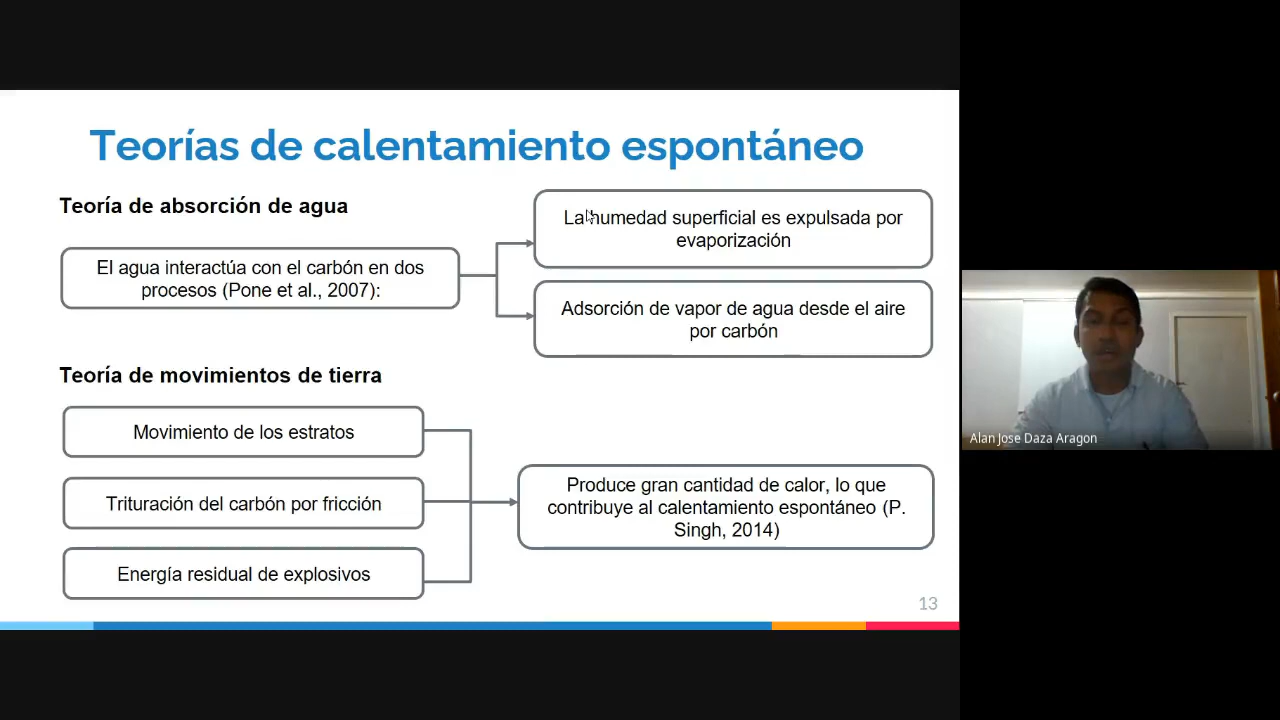 Teorías de calentamiento espontáneo
Teoría de absorción de agua
El agua interactúa con el carbón en dos
procesos (Pone et al., 2007):
La humedad superficial es expulsada por
evaporización
Adsorción de vapor de agua desde el aire
por carbón
Teoría de movimientos de tierra
Movimiento de los estratos
Trituración del carbón por fricción
Energía residual de explosivos
Produce gran cantidad de calor, lo que
contribuye al calentamiento espontáneo (P.
Singh, 2014)
13
Alan Jose Daza Aragon